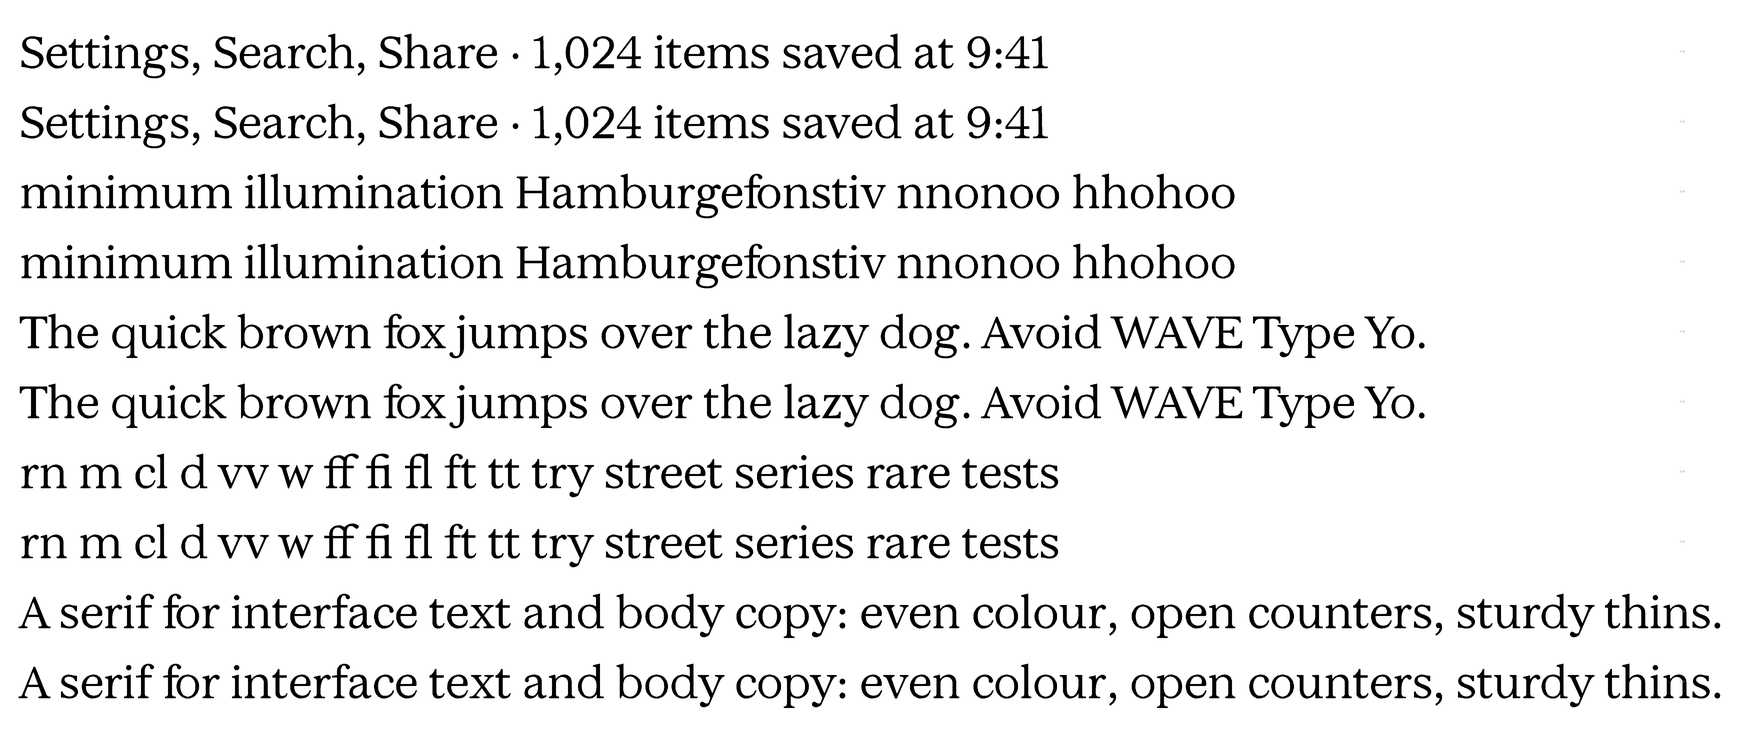 Settings, Search, Share · 1,024 items saved at 9:41
Settings, Search, Share · 1,024 items saved at 9:41
minimum illumination Hamburgefonstiv nnonoo hhohoo
minimum illumination Hamburgefonstiv nnonoo hhohoo
The quick brown fox jumps over the lazy dog. Avoid WAVE Type Yo.
The quick brown fox jumps over the lazy dog. Avoid WAVE Type Yo.
rn m cl d vv w ff fi fl ft tt try street series rare tests
rn m cl d vv w ff fi fl ft tt try street series rare tests
A serif for interface text and body copy: even colour, open counters, sturdy thins.
A serif for interface text and body copy: even colour, open counters, sturdy thins.